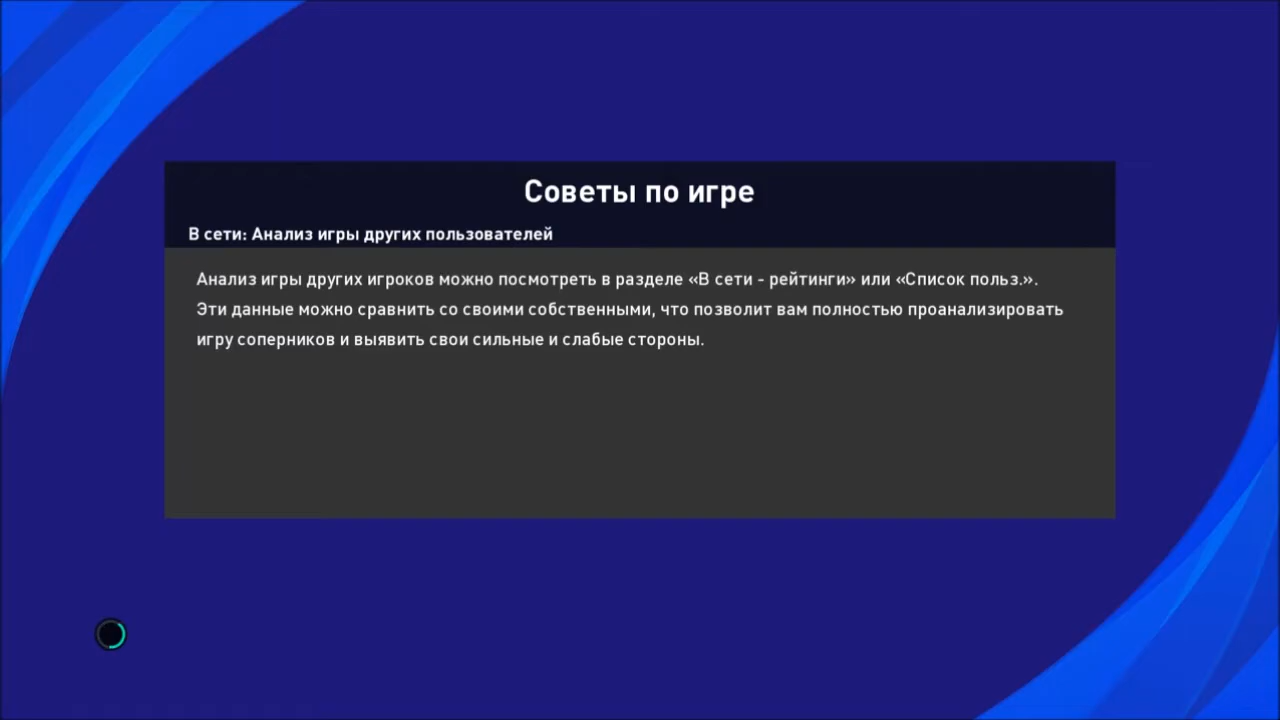 Советы по игре
В сети: Анализ игры других пользователей
Анализ игры других игроков можно посмотреть в разделе «В сети - рейтинги» или «Список польз.».
Эти данные можно сравнить со своими собственными, что позволит вам полностью проанализировать
игру соперников и выявить свои сильные и слабые стороны.